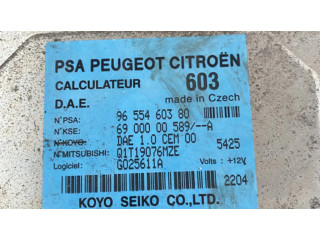 PSA PEUGEOT CITROËN
CALCULATEUR 603
D.A.E. made in Czech
N°PSA: 96 554 603 80
N°KSE: 69 000 00 589/--A
N°KOYO: DAE 1.0 CEM 00 5425
N°MITSUBISHI: Q1T19076MZE
Logiciel: G025611A Volts: +12V
2204
KOYO SEIKO CO.,LTD.